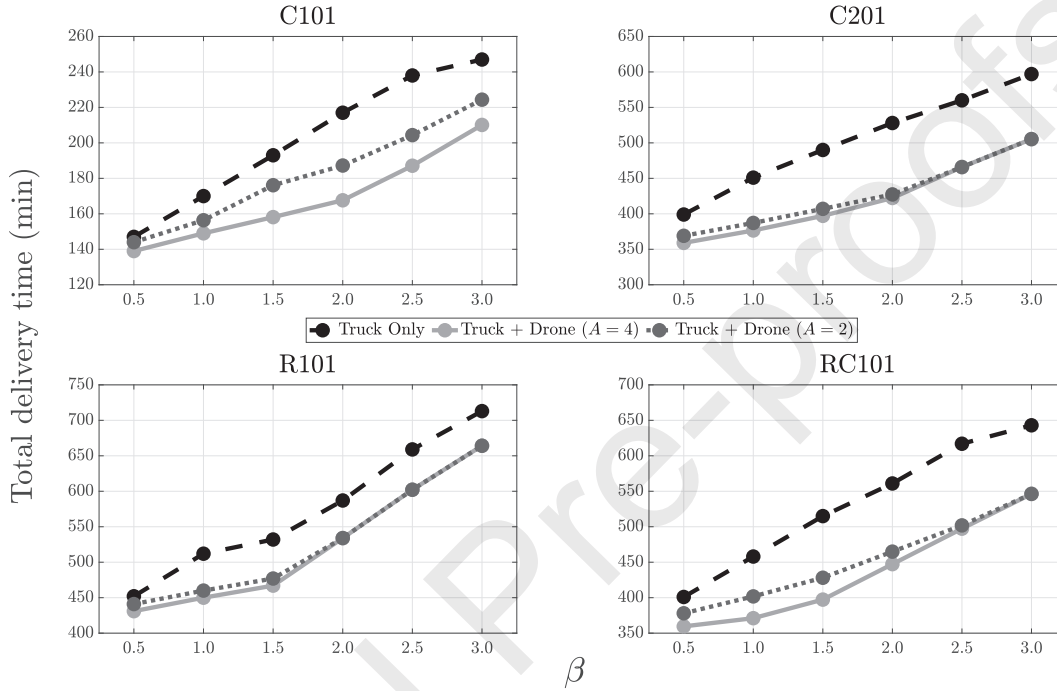 C101
260
240
220
200
180
160
140
120
0.5 1.0 1.5 2.0 2.5 3.0
C201
650
600
550
500
450
400
350
300
0.5 1.0 1.5 2.0 2.5 3.0
Total delivery time (min)
Truck Only Truck + Drone (A = 4) Truck + Drone (A = 2)
R101
750
700
650
600
550
500
450
400
0.5 1.0 1.5 2.0 2.5 3.0
RC101
700
650
600
550
500
450
400
350
0.5 1.0 1.5 2.0 2.5 3.0
β
l Pre-proofs